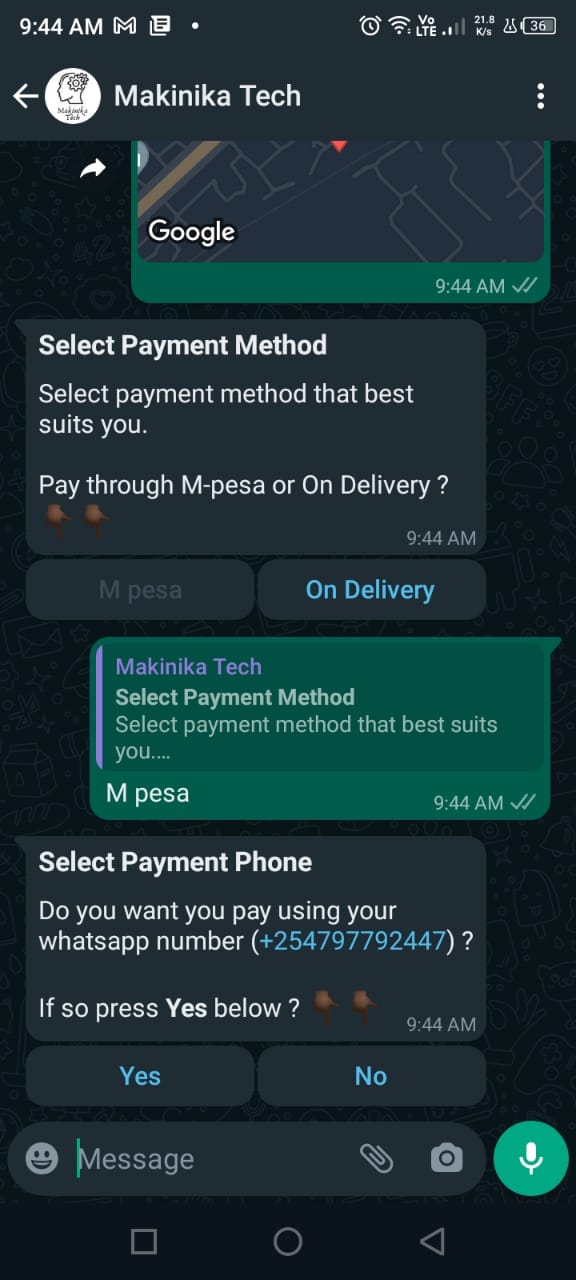 9:44 AM
Vo
LTE
21.8
K/s
36
Makinika Tech
Makinika
Tech
Google
9:44 AM
Select Payment Method
Select payment method that best
suits you.
Pay through M-pesa or On Delivery ?
9:44 AM
M pesa
On Delivery
Makinika Tech
Select Payment Method
Select payment method that best suits
you....
M pesa
9:44 AM
Select Payment Phone
Do you want you pay using your
whatsapp number (+254797792447) ?
If so press Yes below ?
9:44 AM
Yes
No
Message